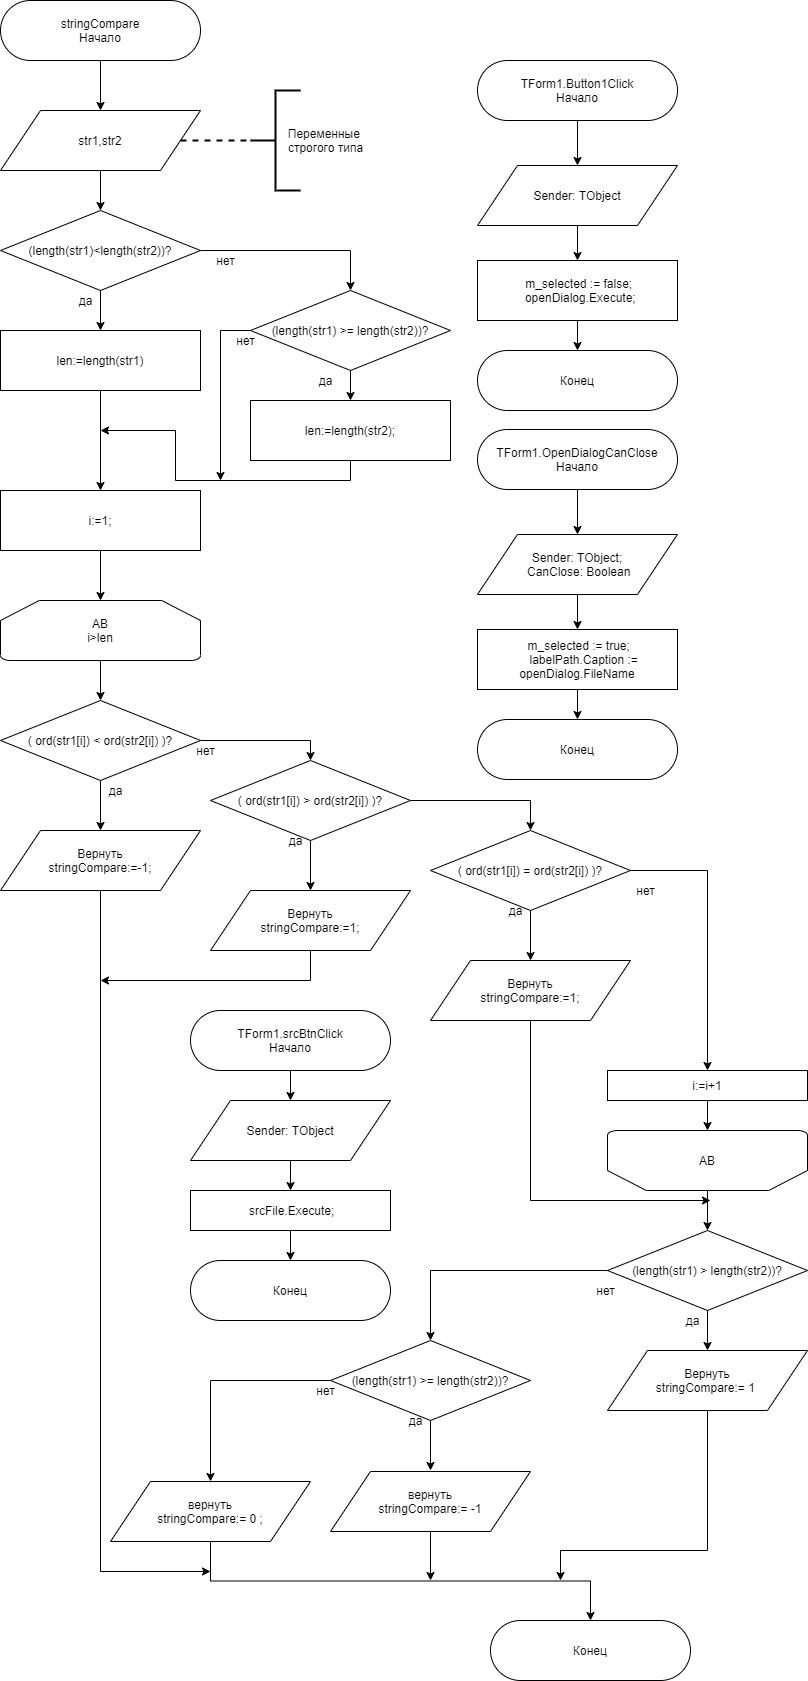 stringCompare
Начало
str1,str2
Переменные
строгого типа
(length(str1)<length(str2))?
нет
да
(length(str1) >= length(str2))?
нет
да
len:=length(str1)
len:=length(str2);
i:=1;
АВ
i>len
( ord(str1[i]) < ord(str2[i]) )?
нет
да
( ord(str1[i]) > ord(str2[i]) )?
да
Вернуть
stringCompare:=-1;
( ord(str1[i]) = ord(str2[i]) )?
нет
да
Вернуть
stringCompare:=1;
Вернуть
stringCompare:=1;
i:=i+1
АВ
(length(str1) > length(str2))?
нет
да
Вернуть
stringCompare:= 1
(length(str1) >= length(str2))?
нет
да
вернуть
stringCompare:= 0 ;
вернуть
stringCompare:= -1
Конец
TForm1.Button1Click
Начало
Sender: TObject
m_selected := false;
openDialog.Execute;
Конец
TForm1.OpenDialogCanClose
Начало
Sender: TObject;
CanClose: Boolean
m_selected := true;
labelPath.Caption :=
openDialog.FileName
Конец
TForm1.srcBtnClick
Начало
Sender: TObject
srcFile.Execute;
Конец